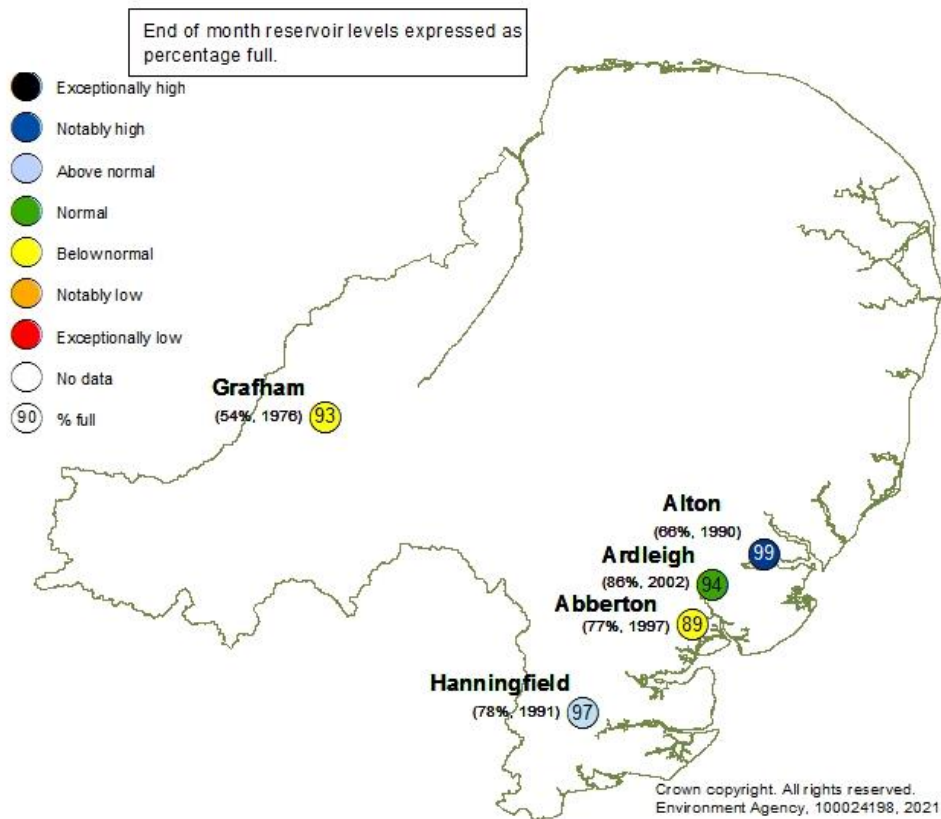 End of month reservoir levels expressed as
percentage full.
Exceptionally high
Notably high
Above normal
Normal
Below normal
Notably low
Exceptionally low
No data
90 % full
Grafham
(54%, 1976) 93
Alton
(66%, 1990) 99
Ardleigh
(86%, 2002) 94
Abberton
(77%, 1997) 89
Hanningfield
(78%, 1991) 97
Crown copyright. All rights reserved.
Environment Agency, 100024198, 2021